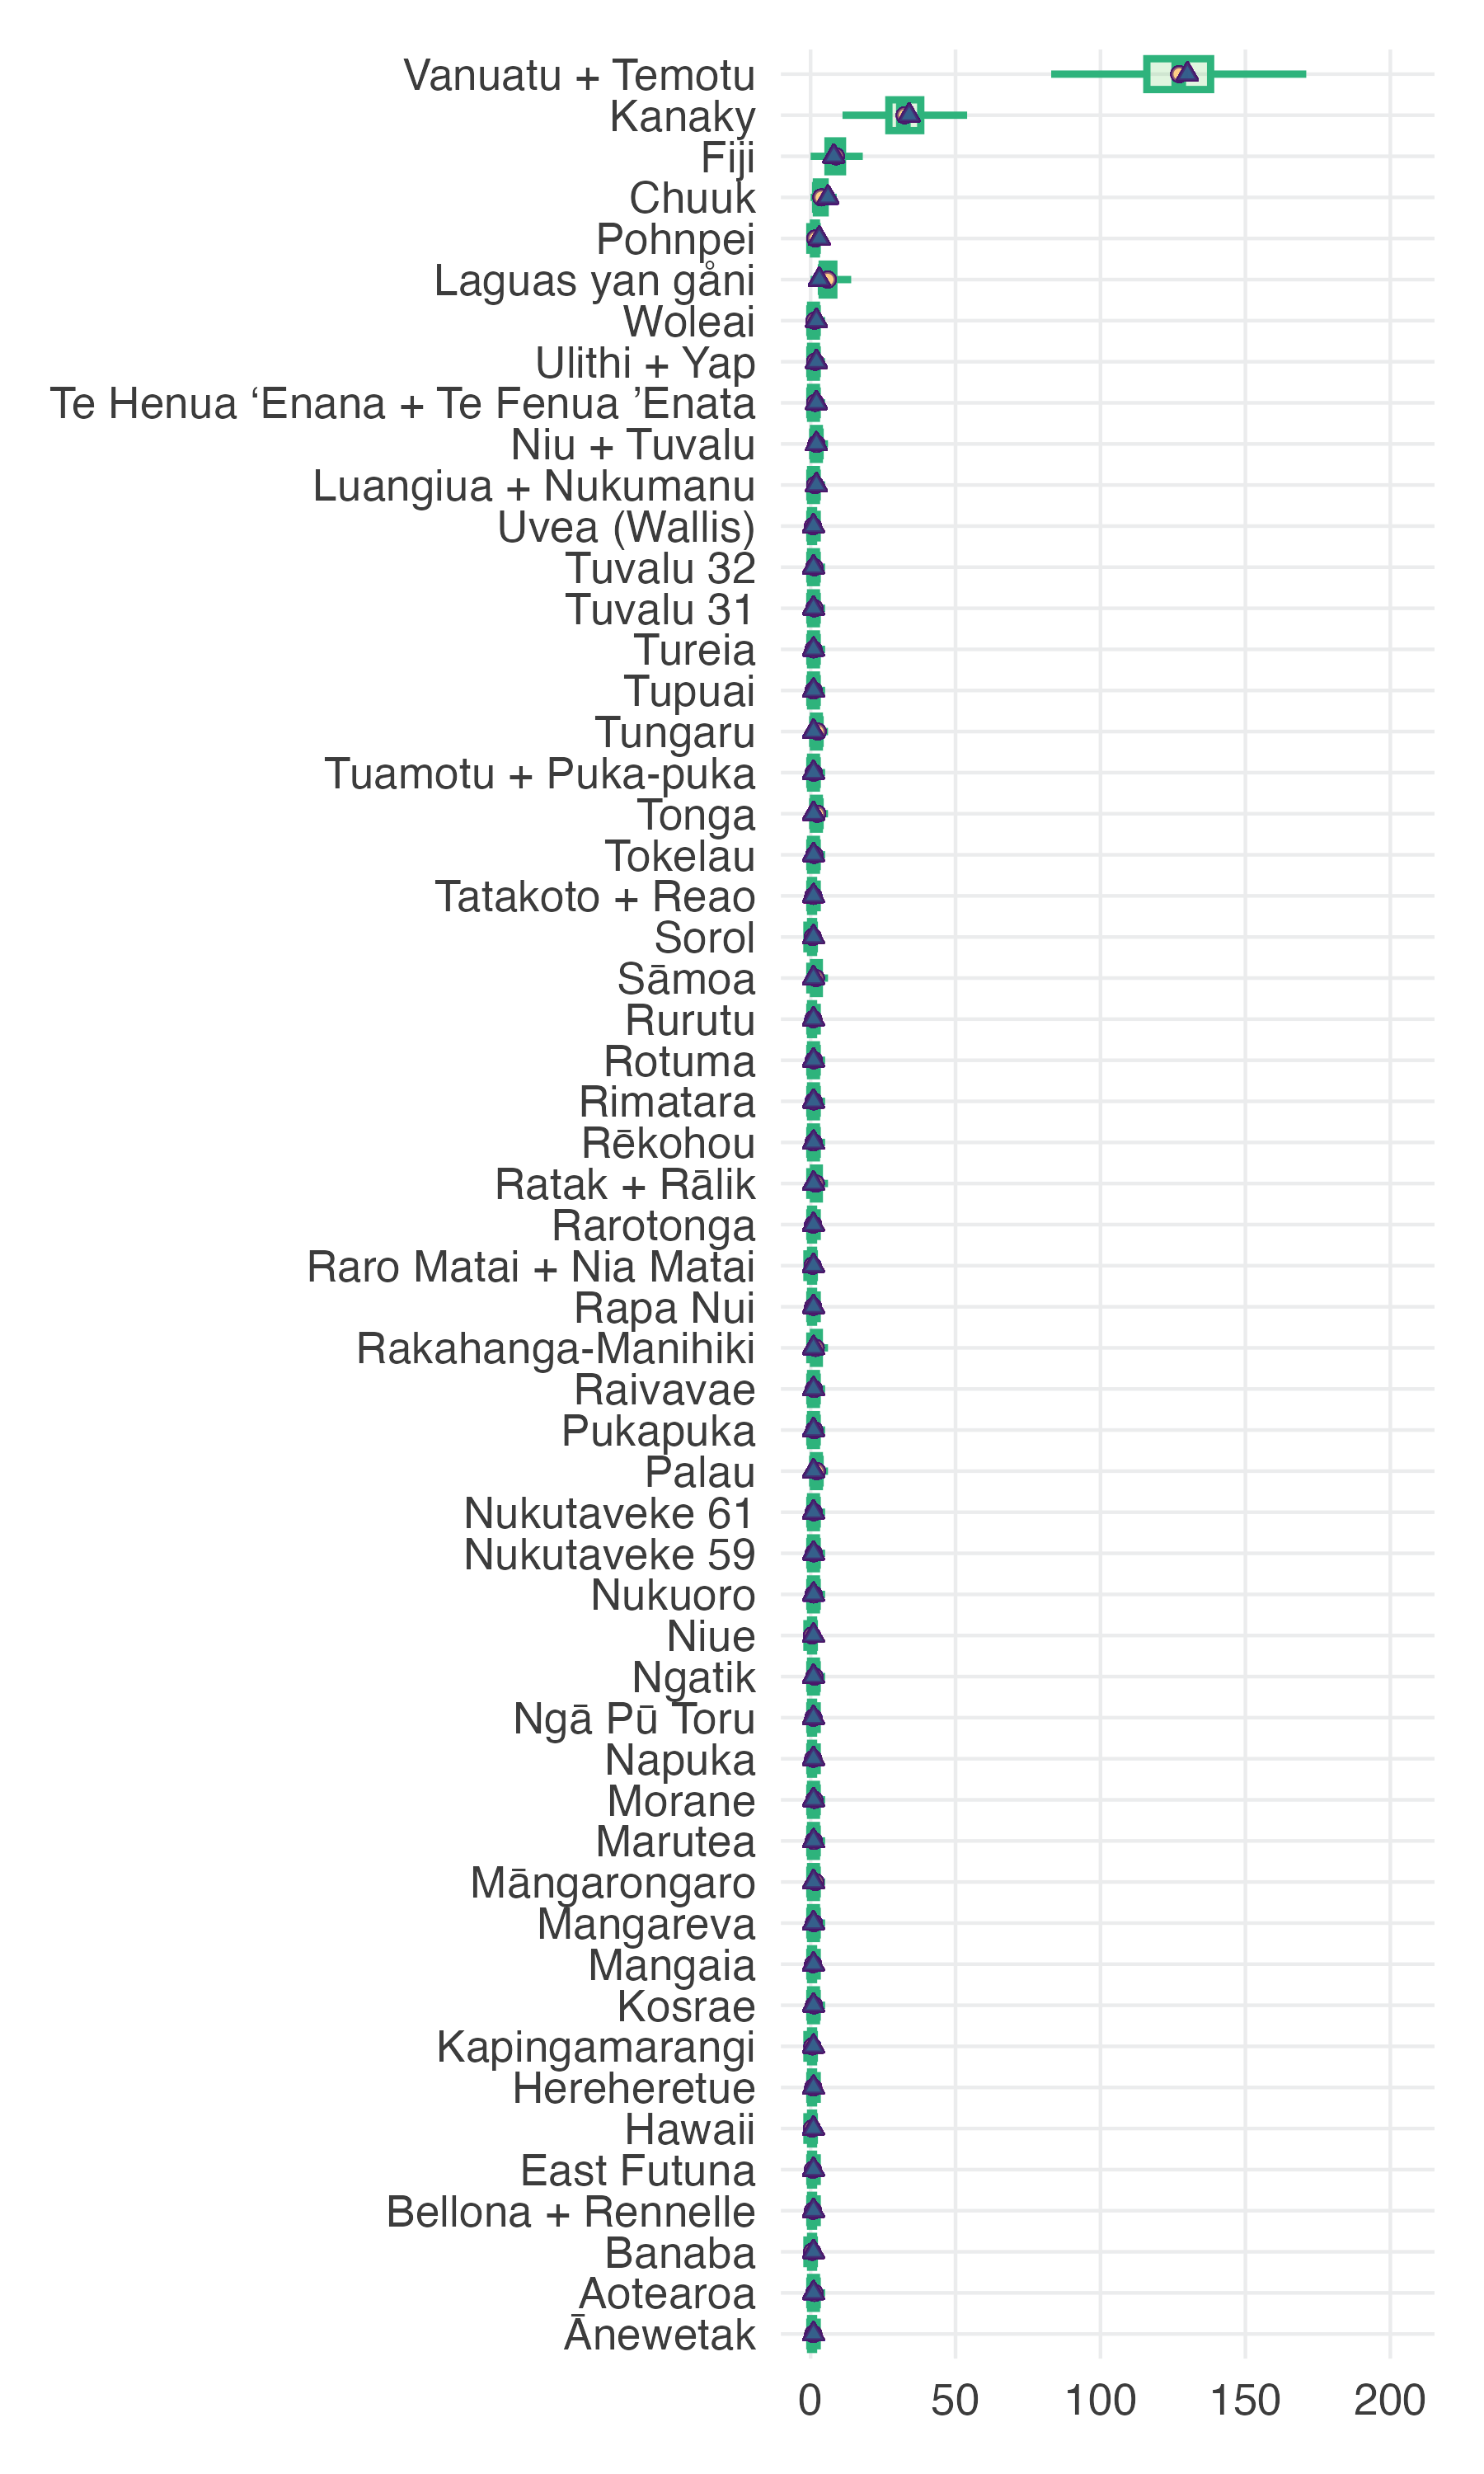 Vanuatu + Temotu
Kanaky
Fiji
Chuuk
Pohnpei
Laguas yan gåni
Woleai
Ulithi + Yap
Te Henua ‘Enana + Te Fenua ’Enata
Niu + Tuvalu
Luangiua + Nukumanu
Uvea (Wallis)
Tuvalu 32
Tuvalu 31
Tureia
Tupuai
Tungaru
Tuamotu + Puka-puka
Tonga
Tokelau
Tatakoto + Reao
Sorol
Sāmoa
Rurutu
Rotuma
Rimatara
Rēkohou
Ratak + Rālik
Rarotonga
Raro Matai + Nia Matai
Rapa Nui
Rakahanga-Manihiki
Raivavae
Pukapuka
Palau
Nukutaveke 61
Nukutaveke 59
Nukuoro
Niue
Ngatik
Ngā Pū Toru
Napuka
Morane
Marutea
Māngarongaro
Mangareva
Mangaia
Kosrae
Kapingamarangi
Hereheretue
Hawaii
East Futuna
Bellona + Rennelle
Banaba
Aotearoa
Ānewetak
0 50 100 150 200